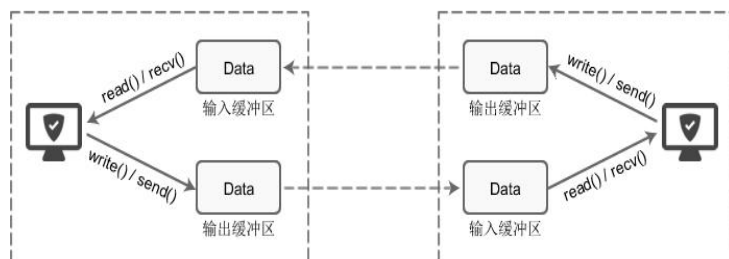 read() / recv()
Data
输入缓冲区
write() / send()
Data
输出缓冲区
Data
输出缓冲区
write() / send()
Data
输入缓冲区
read() / recv()